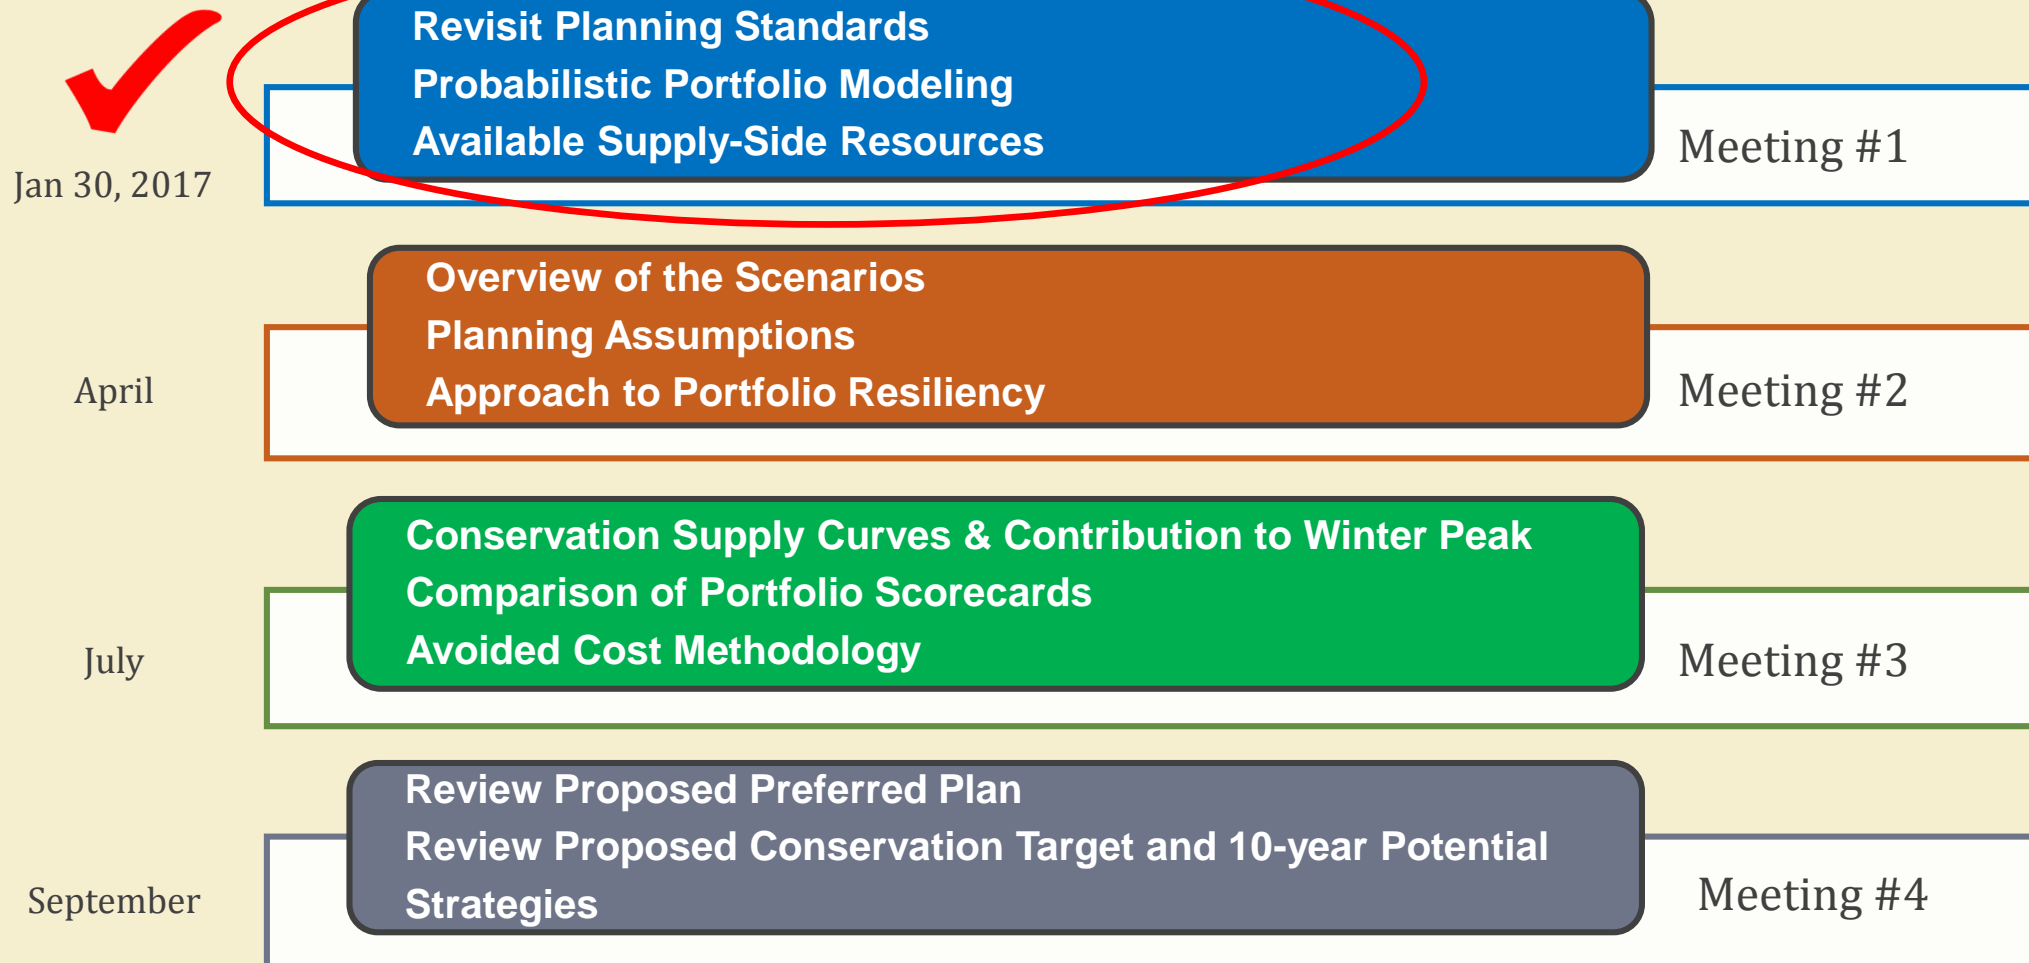 Revisit Planning Standards
Probabilistic Portfolio Modeling
Available Supply-Side Resources
Jan 30, 2017
Meeting #1
Overview of the Scenarios
Planning Assumptions
Approach to Portfolio Resiliency
April
Meeting #2
Conservation Supply Curves & Contribution to Winter Peak
Comparison of Portfolio Scorecards
Avoided Cost Methodology
July
Meeting #3
Review Proposed Preferred Plan
Review Proposed Conservation Target and 10-year Potential
Strategies
September
Meeting #4